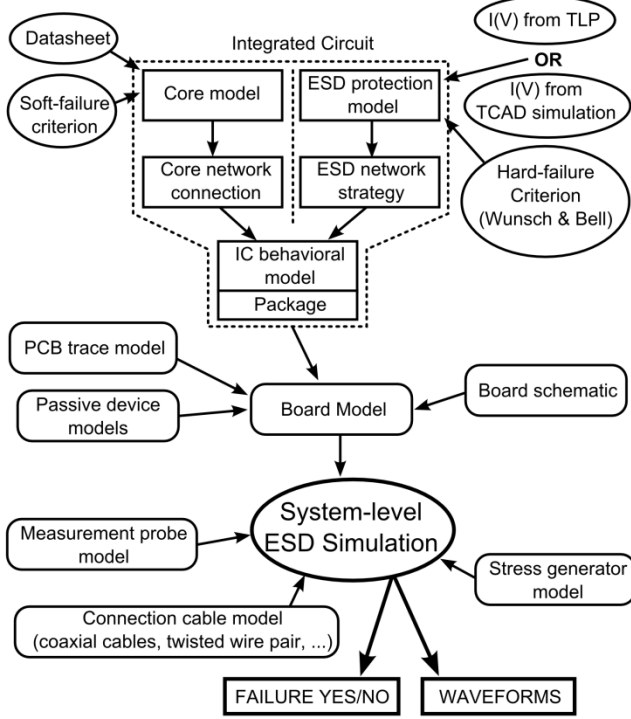 Datasheet
Integrated Circuit
I(V) from TLP
OR
Soft-failure
criterion
Core model
ESD protection
model
I(V) from
TCAD simulation
Core network
connection
ESD network
strategy
Hard-failure
Criterion
(Wunsch & Bell)
IC behavioral
model
Package
PCB trace model
Passive device
models
Board Model
Board schematic
System-level
ESD Simulation
Measurement probe
model
Stress generator
model
Connection cable model
(coaxial cables, twisted wire pair, ...)
FAILURE YES/NO
WAVEFORMS